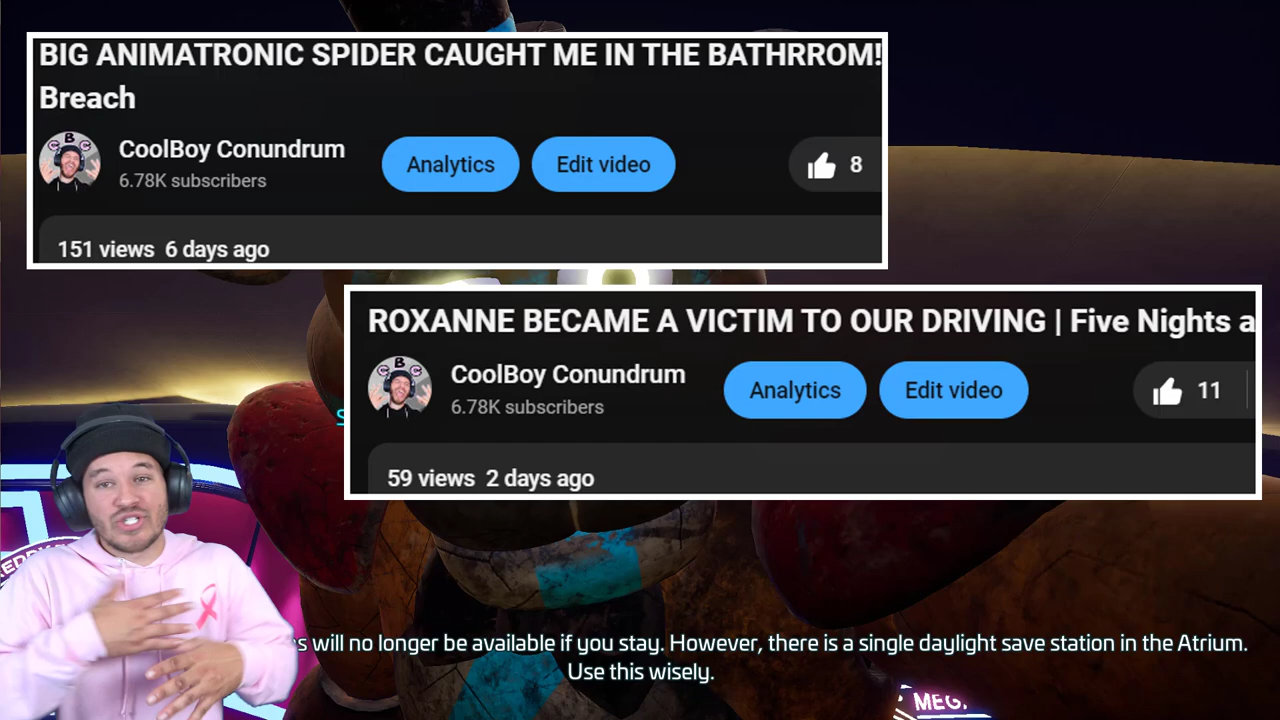 BIG ANIMATRONIC SPIDER CAUGHT ME IN THE BATHRROM!
Breach
CBC
CoolBoy Conundrum
6.78K subscribers
Analytics
Edit video
8
151 views 6 days ago
ROXANNE BECAME A VICTIM TO OUR DRIVING | Five Nights a
CBC
CoolBoy Conundrum
6.78K subscribers
Analytics
Edit video
11
59 views 2 days ago
s will no longer be available if you stay. However, there is a single daylight save station in the Atrium.
Use this wisely.
MEG